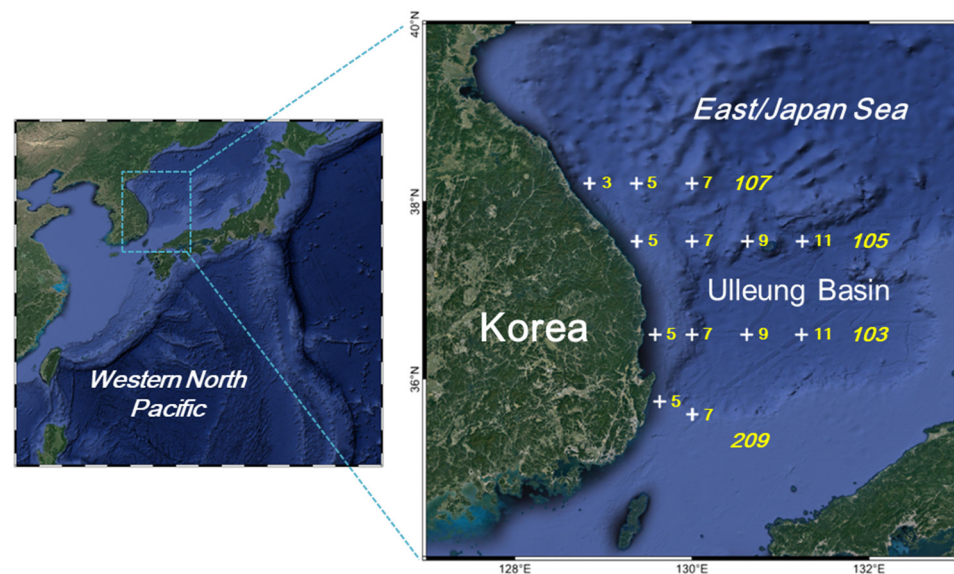 40°N
East/Japan Sea
3 5 7 107
38°N
5 7 9 11 105
Ulleung Basin
Korea
5 7 9 11 103
36°N
Western North
Pacific
5
7
209
128°E 130°E 132°E